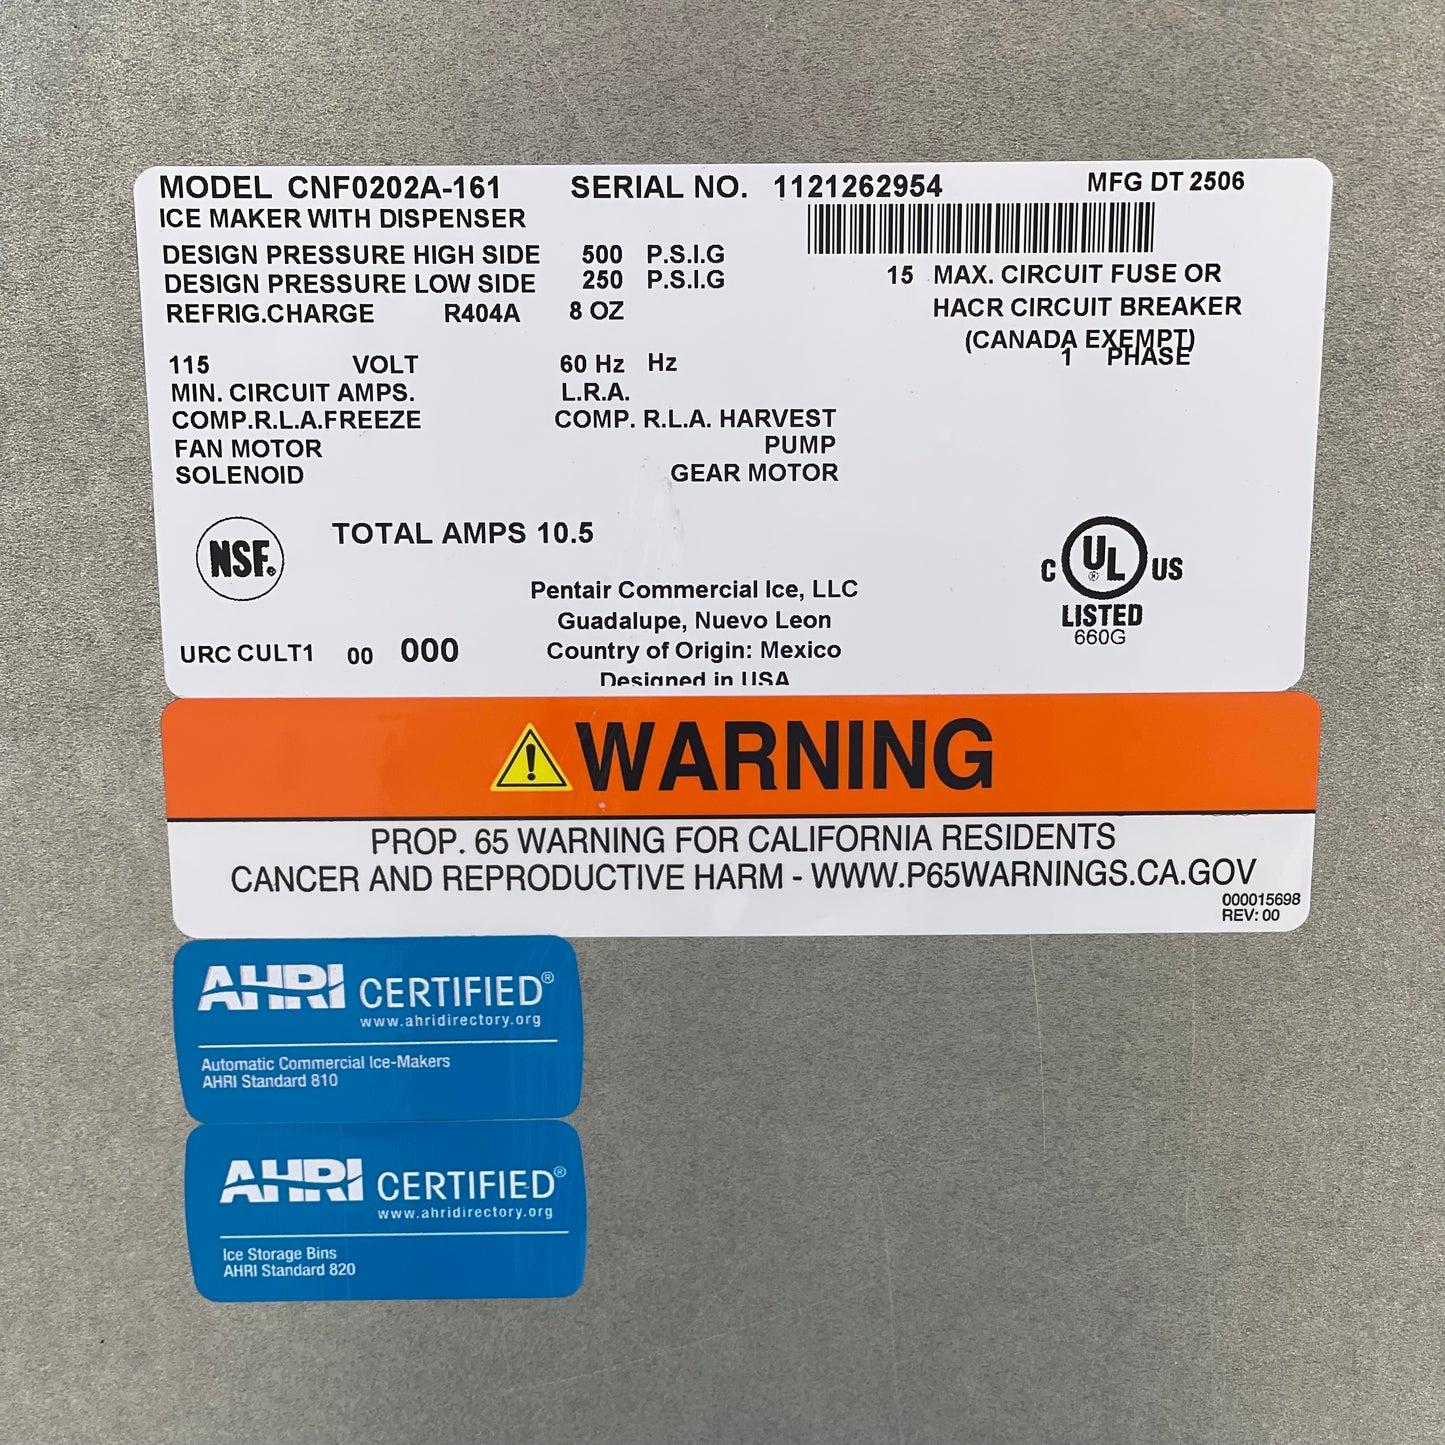 MODEL CNF0202A-161 SERIAL NO. 1121262954 MFG DT 2506
ICE MAKER WITH DISPENSER
DESIGN PRESSURE HIGH SIDE 500 P.S.I.G
DESIGN PRESSURE LOW SIDE 250 P.S.I.G
15 MAX. CIRCUIT FUSE OR
HACR CIRCUIT BREAKER
(CANADA EXEMPT)
REFRIG.CHARGE R404A 8 OZ
115 VOLT 60 Hz Hz 1 PHASE
MIN. CIRCUIT AMPS. L.R.A.
COMP.R.L.A.FREEZE COMP. R.L.A. HARVEST
FAN MOTOR PUMP
SOLENOID GEAR MOTOR
NSF®
TOTAL AMPS 10.5
C UL® US
LISTED
660G
Pentair Commercial Ice, LLC
Guadalupe, Nuevo Leon
Country of Origin: Mexico
Designed in USA
URC CULT1 00 000
WARNING
PROP. 65 WARNING FOR CALIFORNIA RESIDENTS
CANCER AND REPRODUCTIVE HARM - WWW.P65WARNINGS.CA.GOV
000015698
REV: 00
AHRI CERTIFIED®
www.ahridirectory.org
Automatic Commercial Ice-Makers
AHRI Standard 810
AHRI CERTIFIED®
www.ahridirectory.org
Ice Storage Bins
AHRI Standard 820